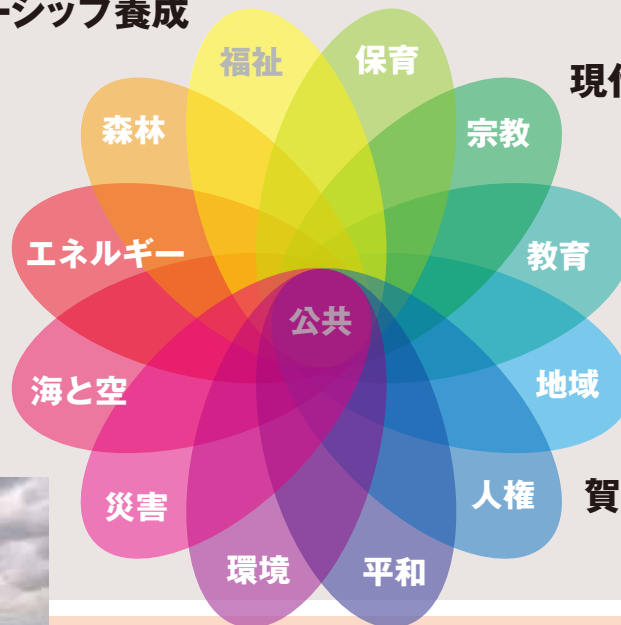 ーシップ養成
福祉
保育
現代
森林
宗教
エネルギー
教育
公共
海と空
地域
災害
人権
賀
環境
平和